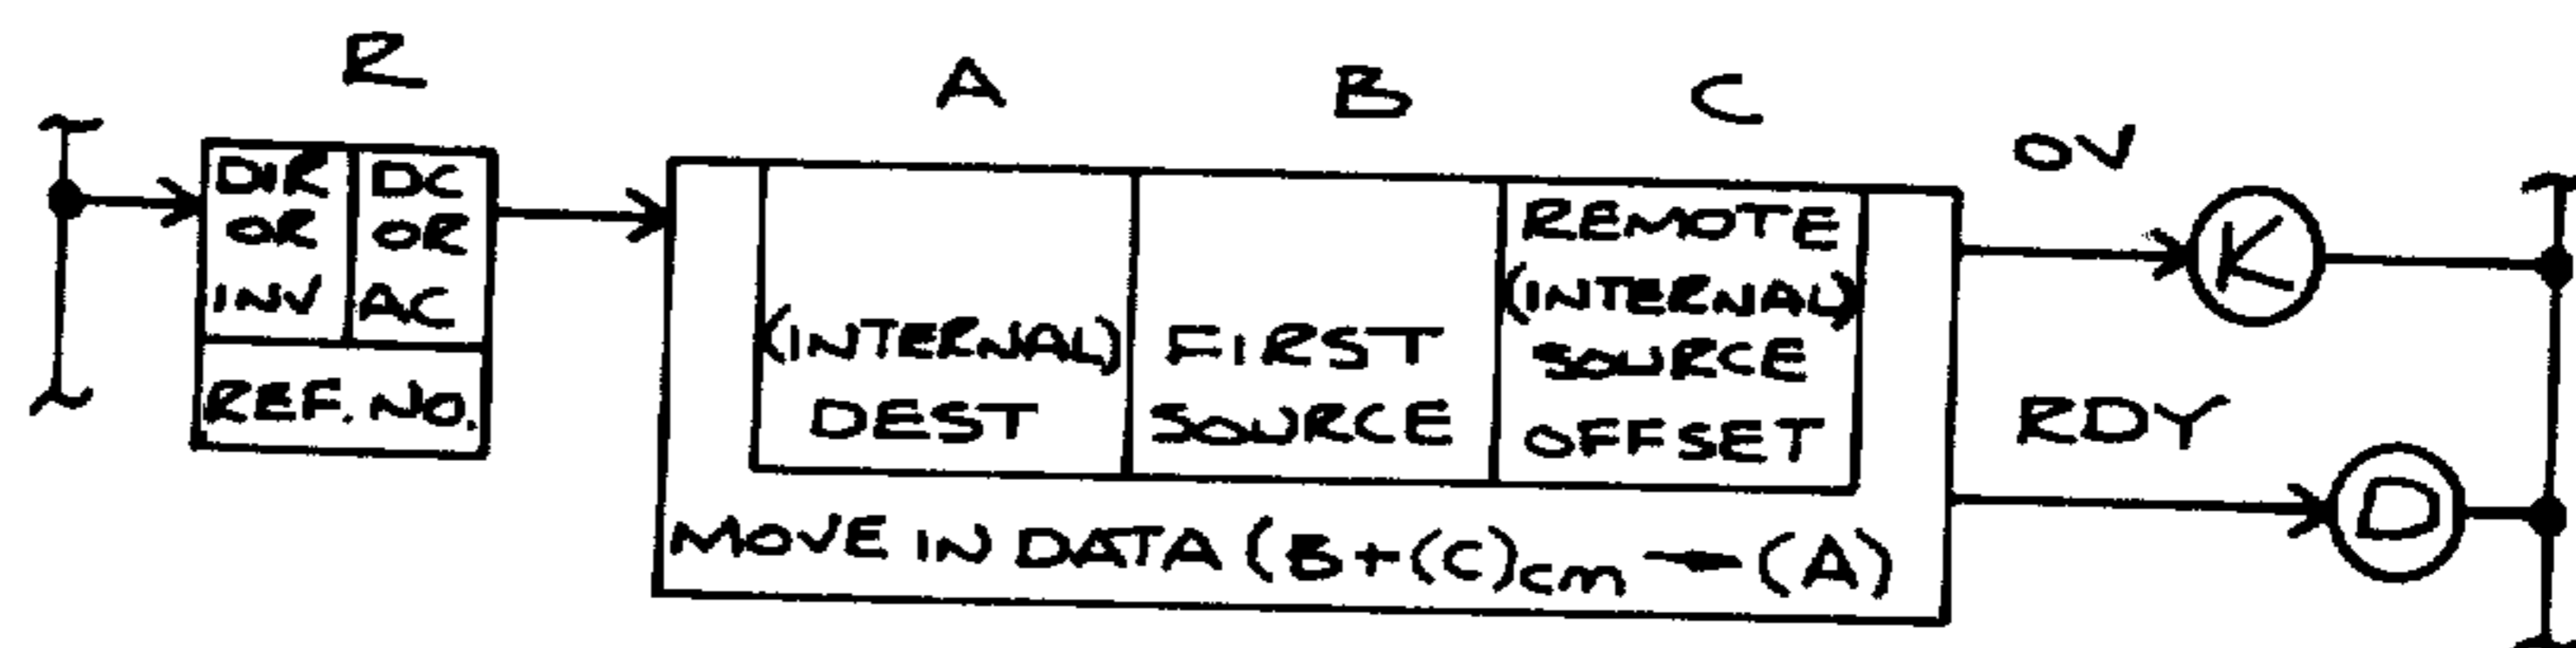 R
A
B
C
OV
DIR
OR
INV
DC
OR
AC
REF. NO.
(INTERNAL)
DEST
FIRST
SOURCE
REMOTE
(INTERNAL)
SOURCE
OFFSET
MOVE IN DATA (B+(C)cm → (A)
K
RDY
D